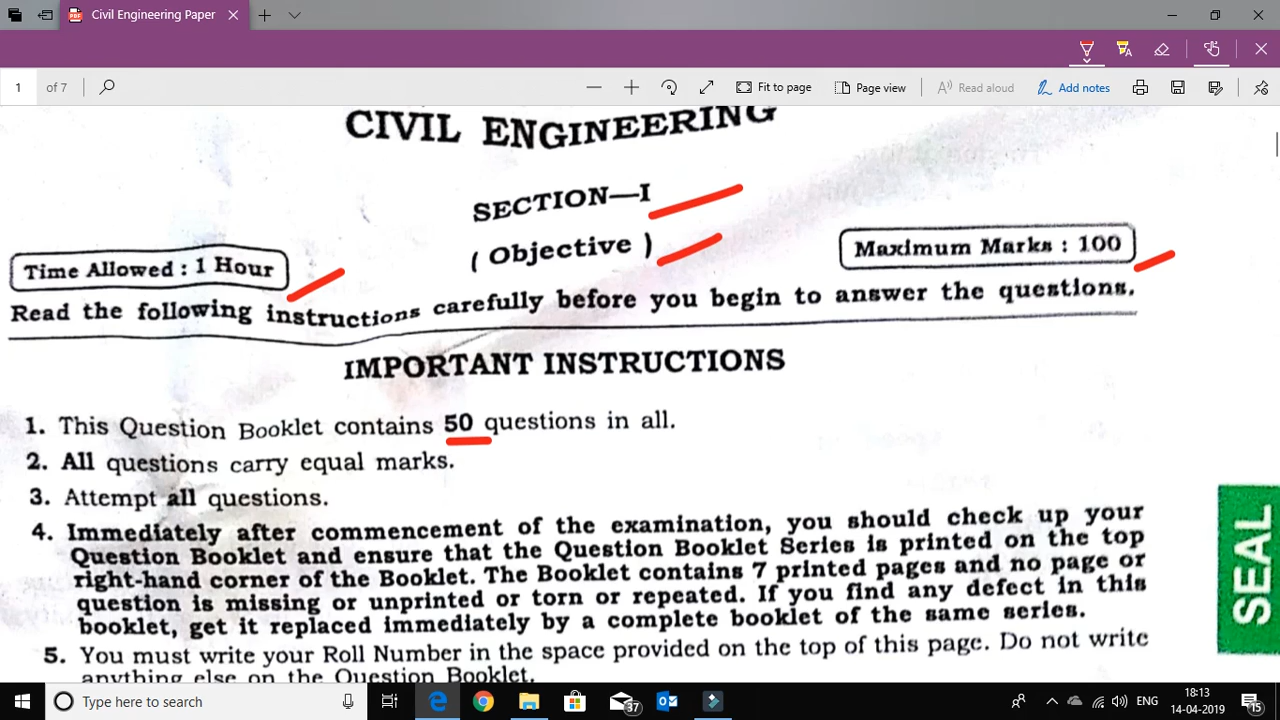 Civil Engineering Paper
1 of 7
Fit to page
Page view
Read aloud
Add notes
CIVIL ENGINEERING
SECTION—I
( Objective )
Time Allowed : 1 Hour
Maximum Marks : 100
Read the following instructions carefully before you begin to answer the questions.
IMPORTANT INSTRUCTIONS
1. This Question Booklet contains 50 questions in all.
2. All questions carry equal marks.
3. Attempt all questions.
4. Immediately after commencement of the examination, you should check up your
Question Booklet and ensure that the Question Booklet Series is printed on the top
right-hand corner of the Booklet. The Booklet contains 7 printed pages and no page or
question is missing or unprinted or torn or repeated. If you find any defect in this
booklet, get it replaced immediately by a complete booklet of the same series.
5. You must write your Roll Number in the space provided on the top of this page. Do not write
anything else on the Question Booklet.
SEAL
Type here to search
37
ENG
18:13
14-04-2019
15